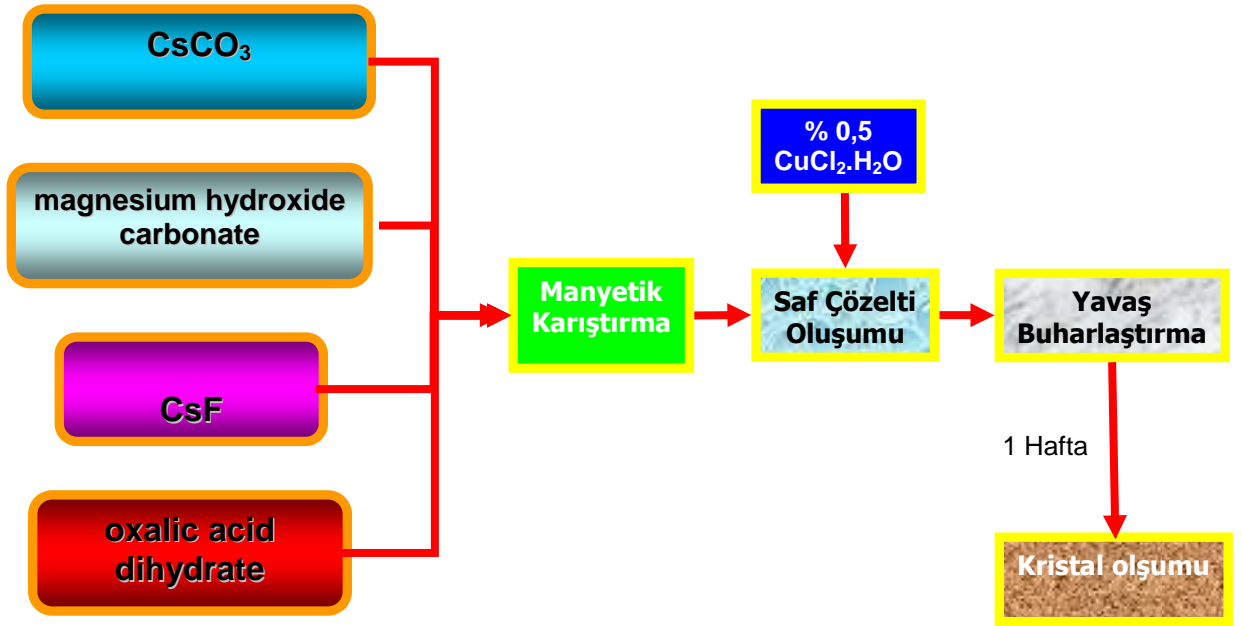 CsCO₃
magnesium hydroxide
carbonate
CsF
oxalic acid
dihydrate
Manyetik
Karıştırma
% 0,5
CuCl₂.H₂O
Saf Çözelti
Oluşumu
Yavaş
Buharlaştırma
1 Hafta
Kristal olşumu